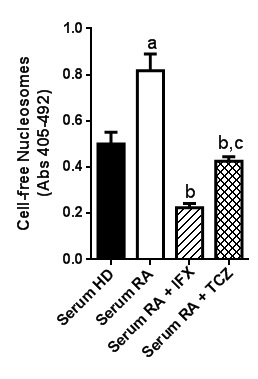 Cell-free Nucleosomes
(Abs 405-492)
1.0
0.8
0.6
0.4
0.2
0.0
a
b
b,c
Serum HD
Serum RA
Serum RA + IFX
Serum RA + TCZ